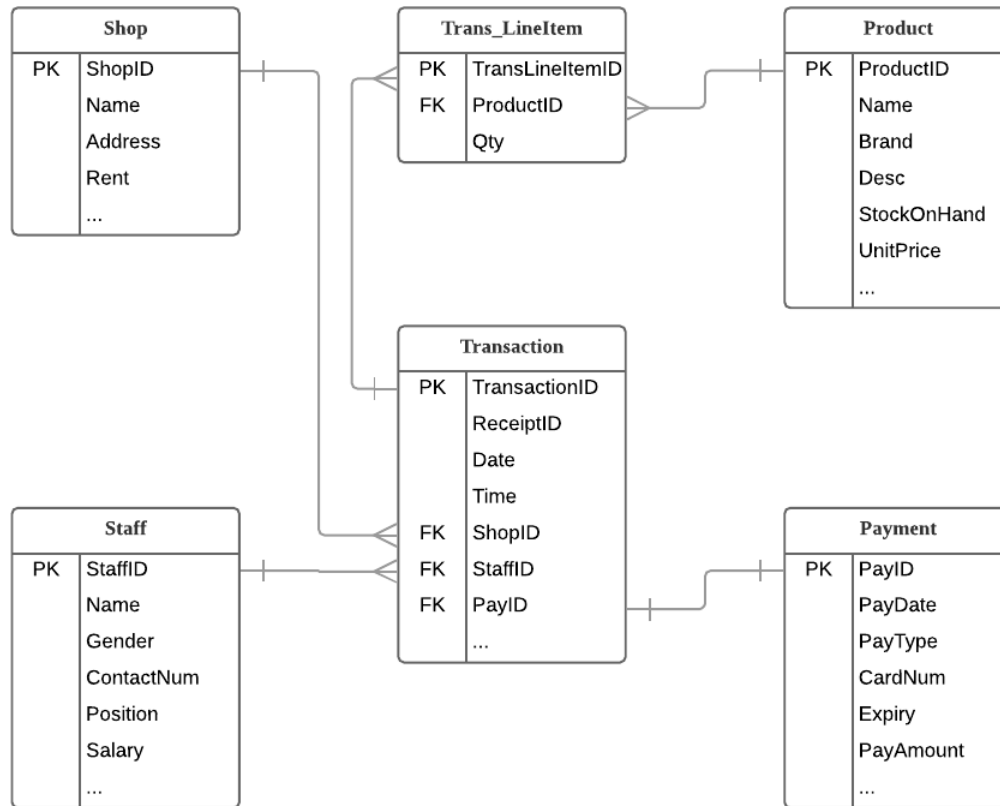 Shop
PK ShopID
Name
Address
Rent
...
Trans_LineItem
PK TransLineItemID
FK ProductID
Qty
Product
PK ProductID
Name
Brand
Desc
StockOnHand
UnitPrice
...
Transaction
PK TransactionID
ReceiptID
Date
Time
FK ShopID
FK StaffID
FK PayID
...
Staff
PK StaffID
Name
Gender
ContactNum
Position
Salary
...
Payment
PK PayID
PayDate
PayType
CardNum
Expiry
PayAmount
...